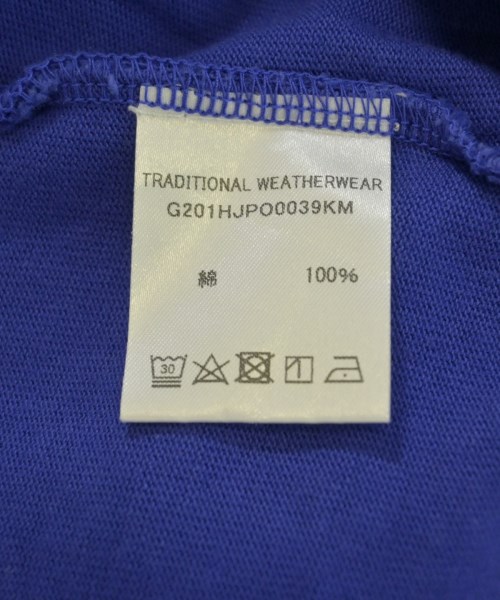 TRADITIONAL WEATHERWEAR
G201HJPO0039KM
綿 100%
30